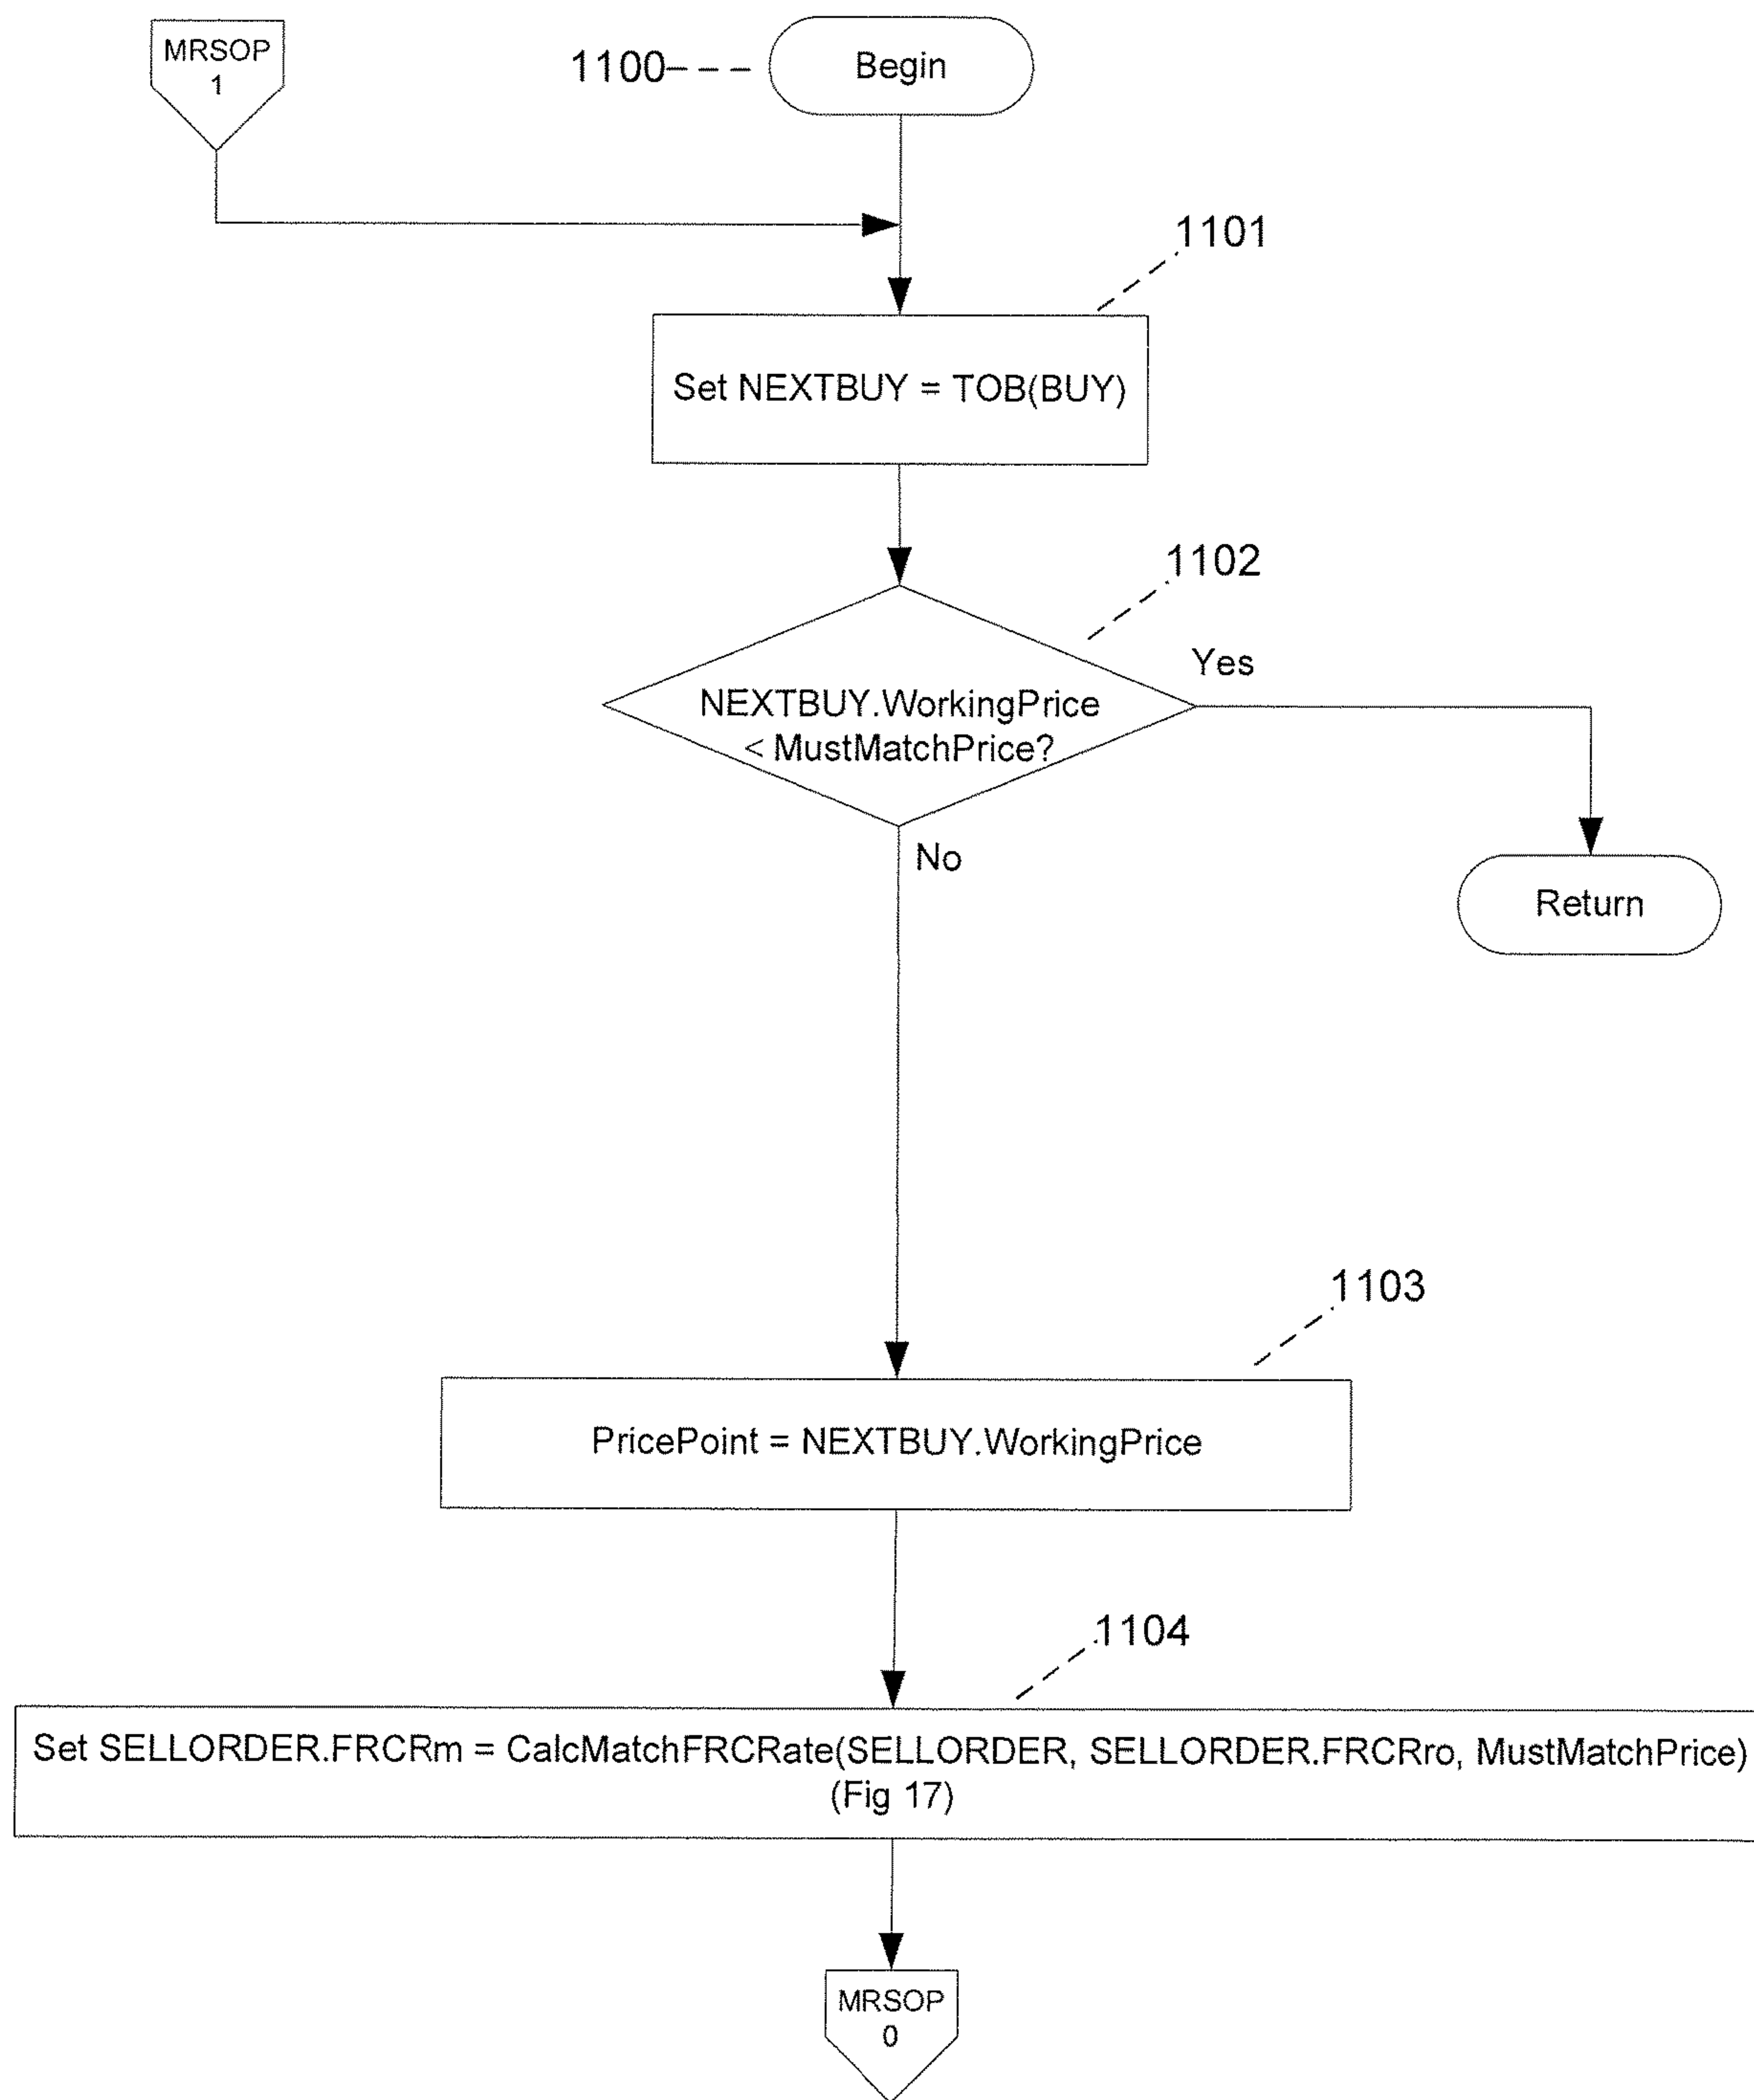 MRSOP
1
1100
Begin
1101
Set NEXTBUY = TOB(BUY)
1102
NEXTBUY.WorkingPrice
< MustMatchPrice?
Yes
No
Return
1103
PricePoint = NEXTBUY.WorkingPrice
1104
Set SELLORDER.FRCRm = CalcMatchFRCRate(SELLORDER, SELLORDER.FRCRro, MustMatchPrice)
(Fig 17)
MRSOP
0